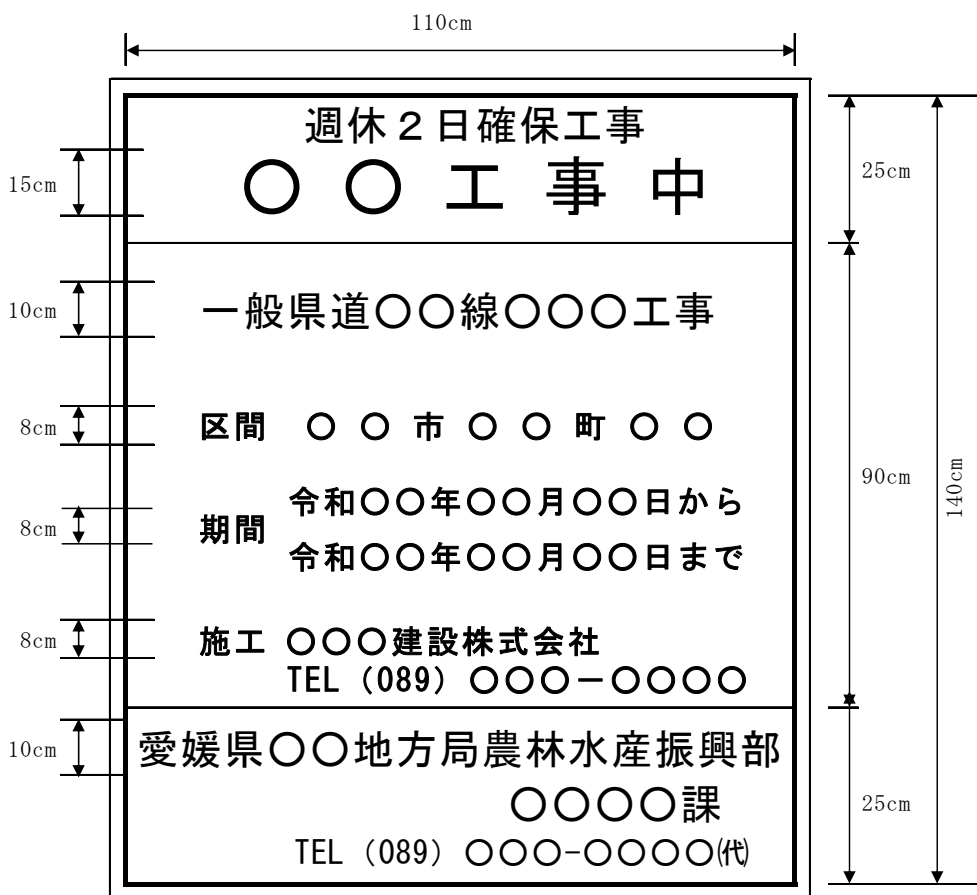 110cm
週休２日確保工事
○○工事中
15cm
25cm
一般県道○○線○○○工事
10cm
区間 ○○市○○町○○
8cm
90cm
140cm
期間 令和○○年○○月○○日から
令和○○年○○月○○日まで
8cm
施工 ○○○建設株式会社
TEL（089）○○○－○○○○
8cm
愛媛県○○地方局農林水産振興部
10cm
○○○○課
25cm
TEL（089）○○○-○○○○㈹